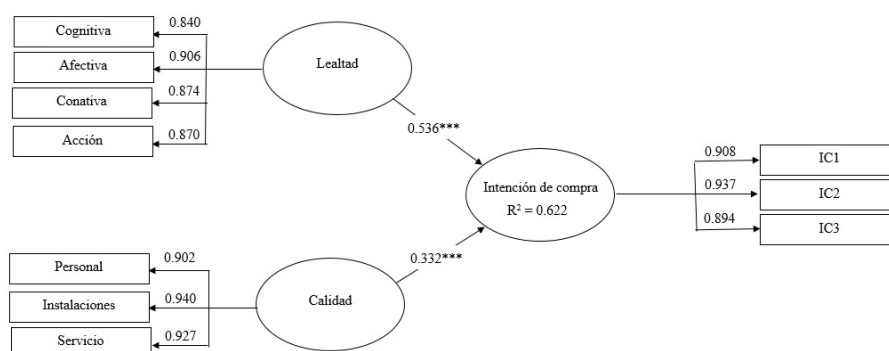 Cognitiva
0.840
Afectiva
0.906
Conativa
0.874
Acción
0.870
Lealtad
0.536***
Intención de compra
R² = 0.622
0.908
IC1
0.937
IC2
0.894
IC3
Personal
0.902
Instalaciones
0.940
Servicio
0.927
Calidad
0.332***